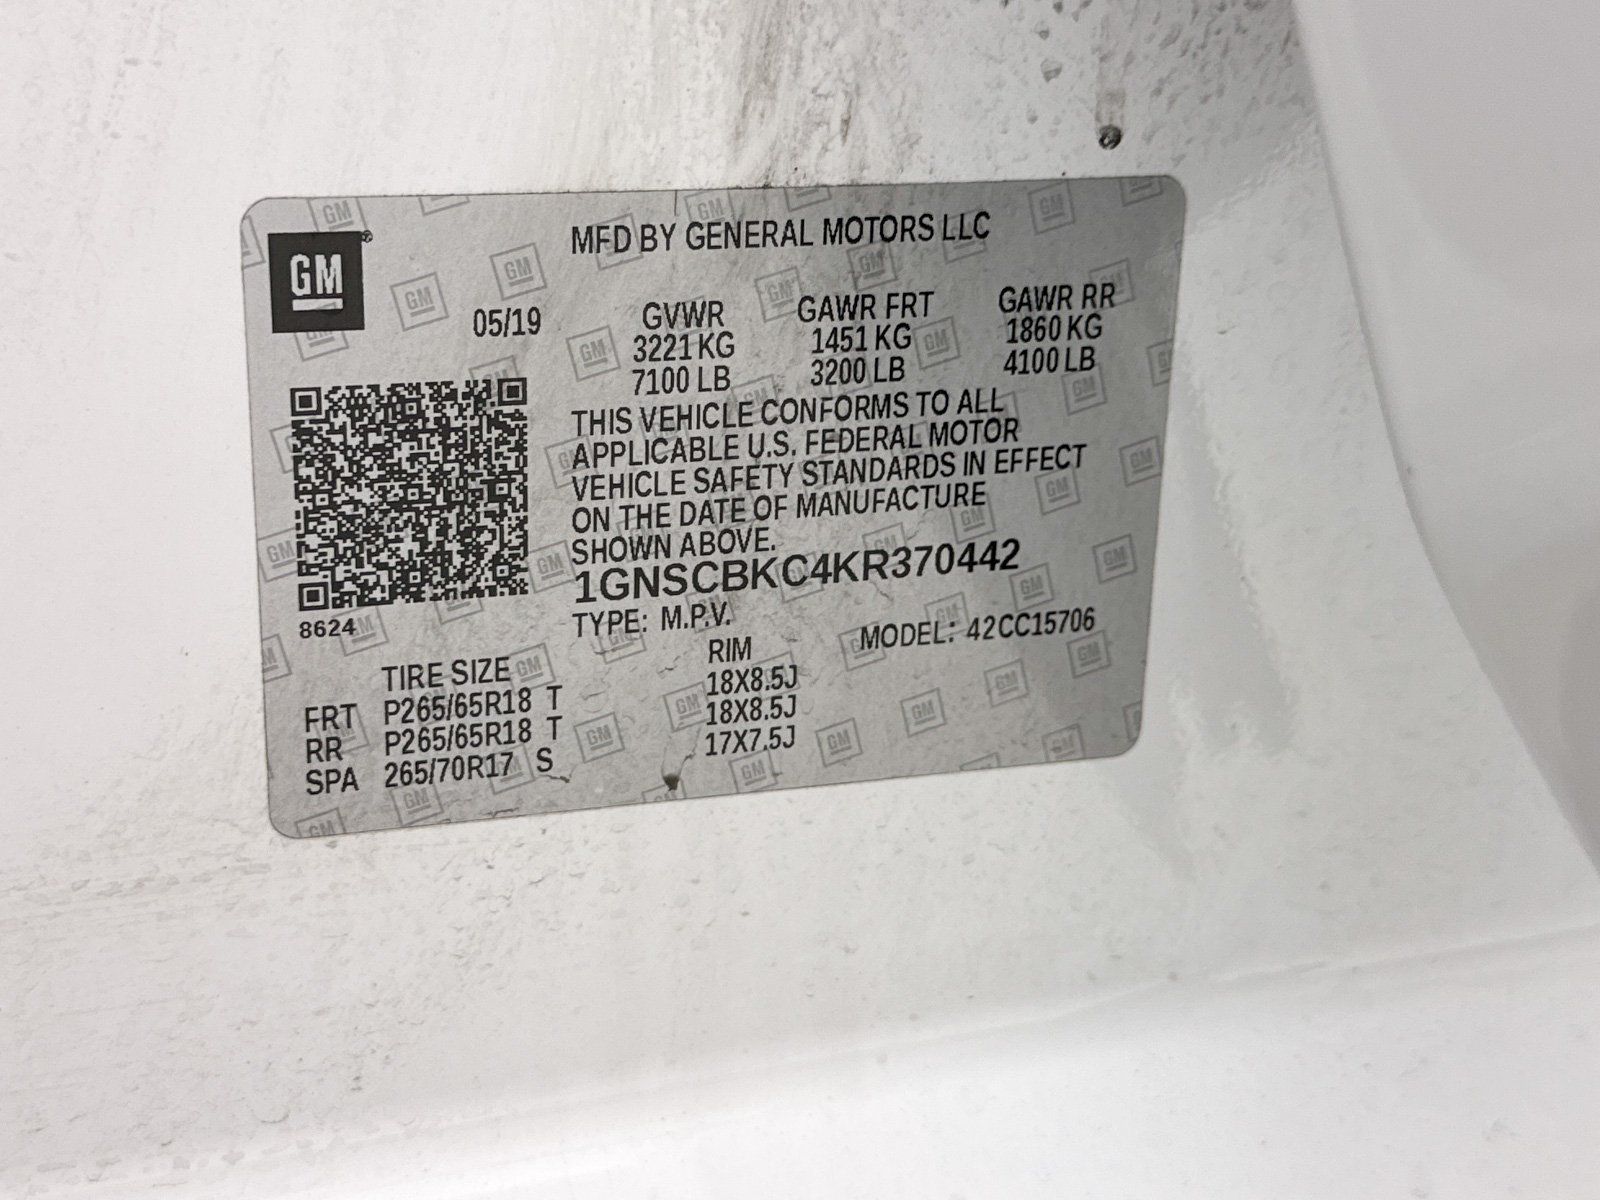 GM
MFD BY GENERAL MOTORS LLC
05/19
GVWR GAWR FRT GAWR RR
3221 KG 1451 KG 1860 KG
7100 LB 3200 LB 4100 LB
THIS VEHICLE CONFORMS TO ALL
APPLICABLE U.S. FEDERAL MOTOR
VEHICLE SAFETY STANDARDS IN EFFECT
ON THE DATE OF MANUFACTURE
SHOWN ABOVE.
1GNSCBKC4KR370442
8624
TYPE: M.P.V. MODEL: 42CC15706
TIRE SIZE RIM
FRT P265/65R18 T 18X8.5J
RR P265/65R18 T 18X8.5J
SPA 265/70R17 S 17X7.5J